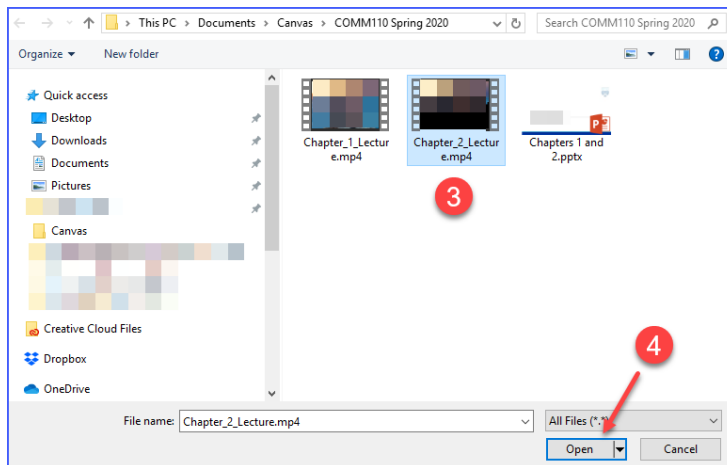 This PC > Documents > Canvas > COMM110 Spring 2020
Search COMM110 Spring 2020
Organize
New folder
?
Quick access
Desktop
Downloads
Documents
Pictures
Canvas
Creative Cloud Files
Dropbox
OneDrive
Chapter_1_Lectur
e.mp4
Chapter_2_Lectur
e.mp4
P
Chapters 1 and
2.pptx
3
4
File name:
Chapter_2_Lecture.mp4
All Files (*.*)
Open
Cancel